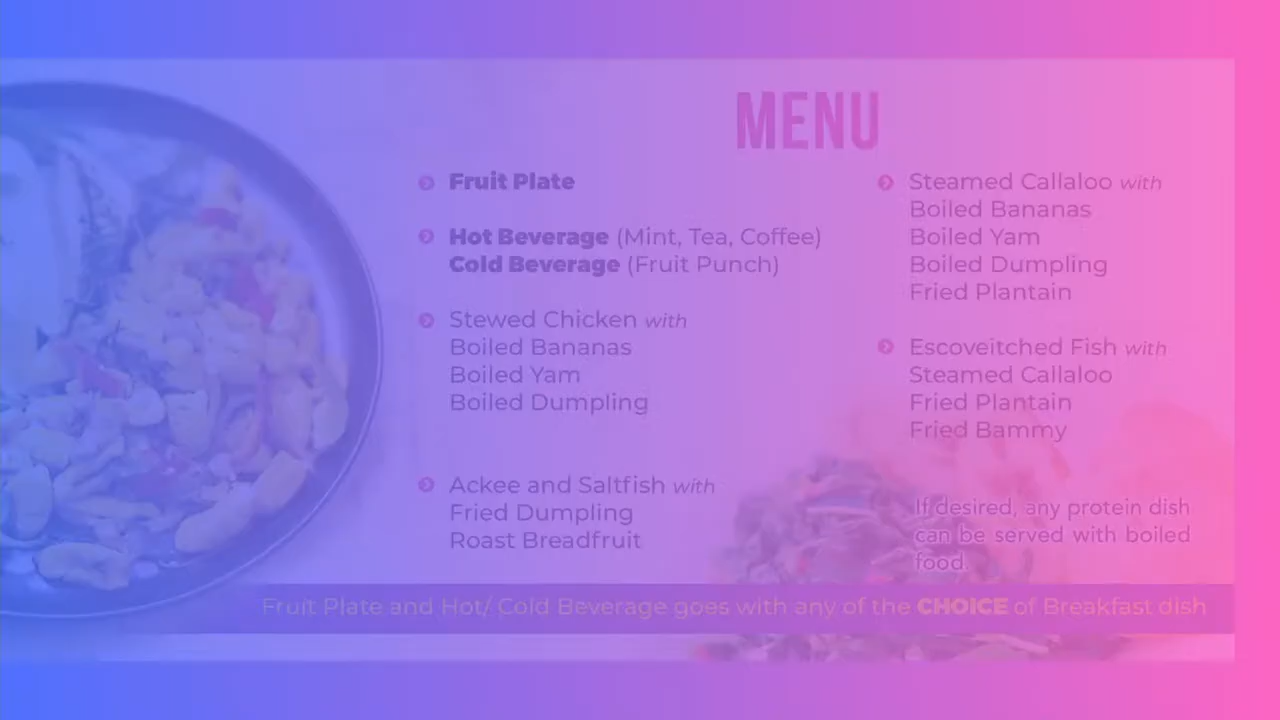 MENU
Fruit Plate
Hot Beverage (Mint, Tea, Coffee)
Cold Beverage (Fruit Punch)
Stewed Chicken with
Boiled Bananas
Boiled Yam
Boiled Dumpling
Ackee and Saltfish with
Fried Dumpling
Roast Breadfruit
Steamed Callaloo with
Boiled Bananas
Boiled Yam
Boiled Dumpling
Fried Plantain
Escoveitched Fish with
Steamed Callaloo
Fried Plantain
Fried Bammy
If desired, any protein dish
can be served with boiled
food.
Fruit Plate and Hot/ Cold Beverage goes with any of the CHOICE of Breakfast dish